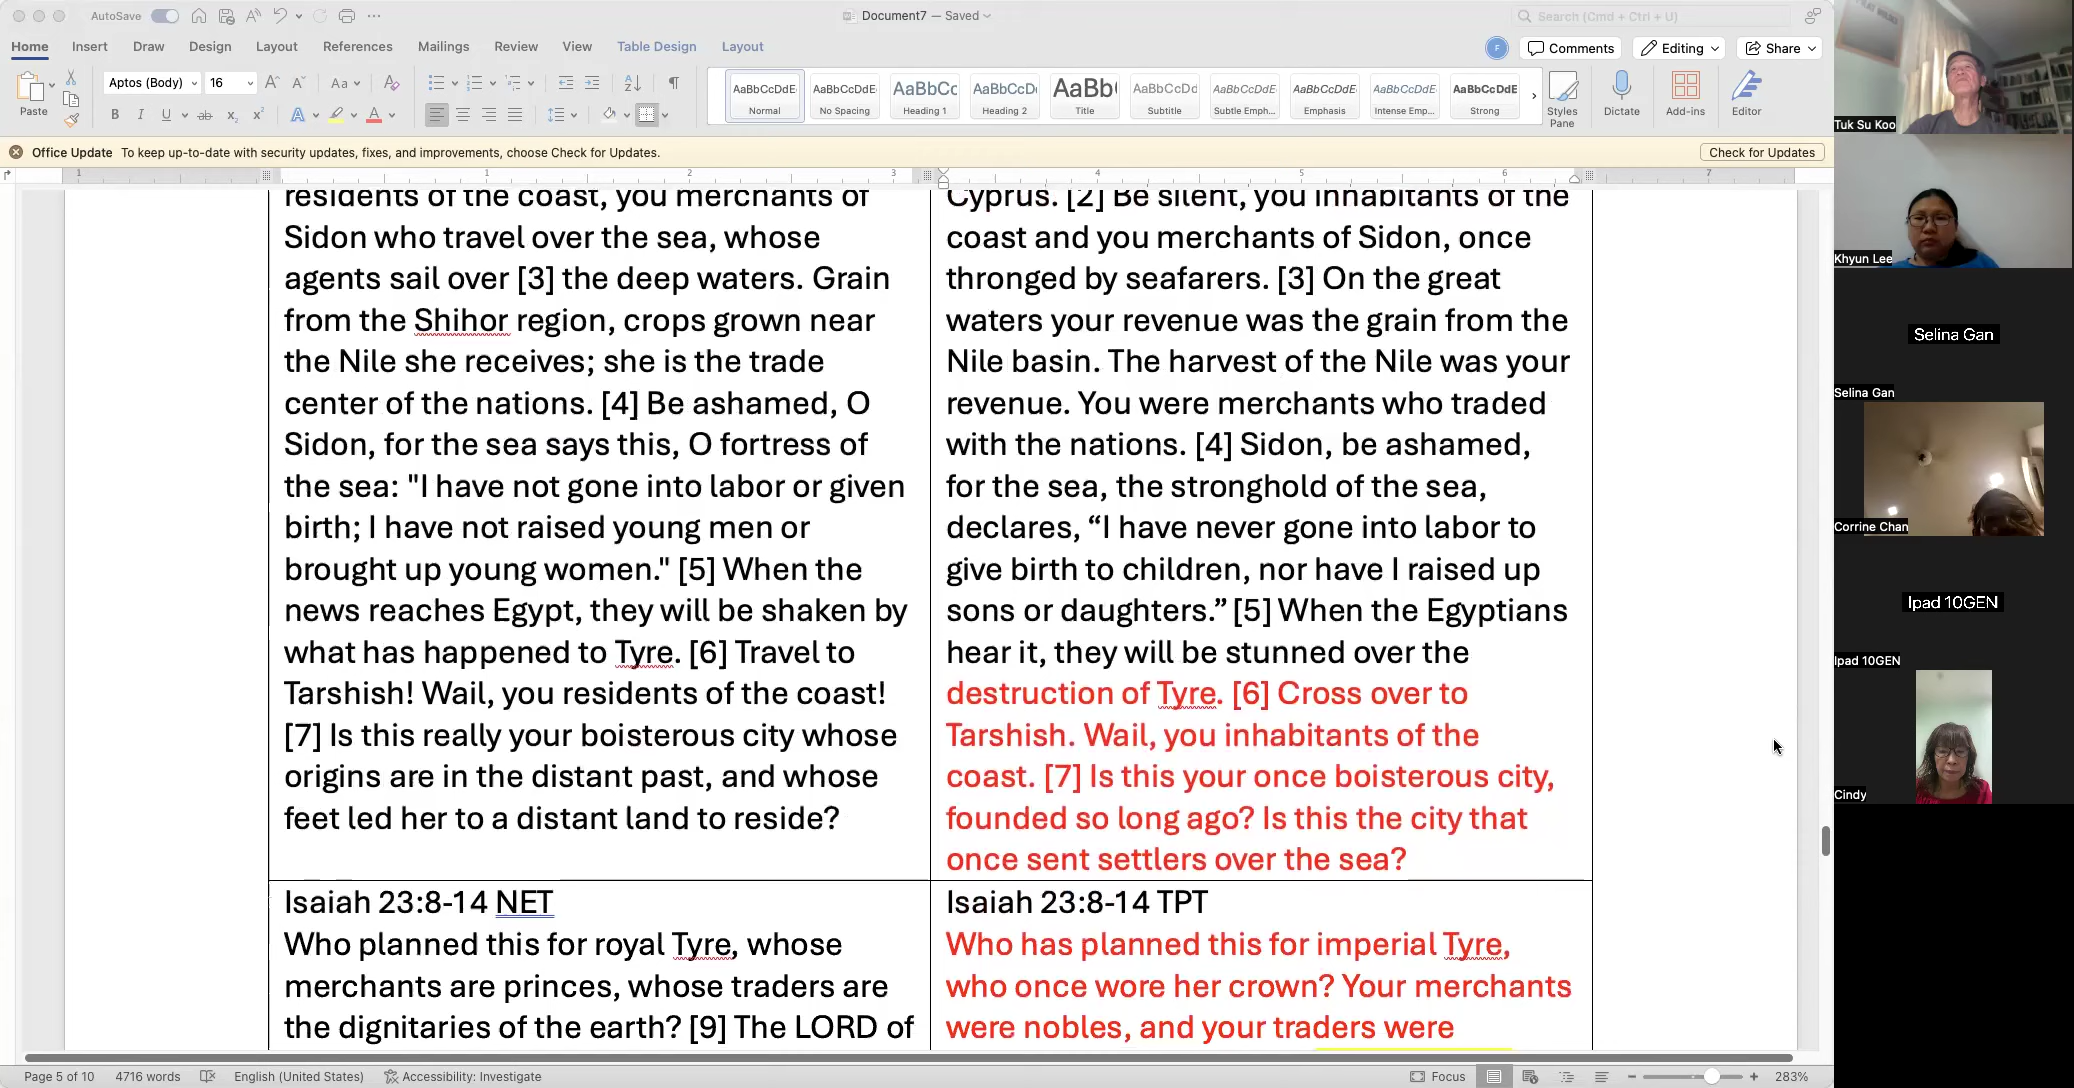 AutoSave
Document7 — Saved
Search (Cmd + Ctrl + U)
Home Insert Draw Design Layout References Mailings Review View Table Design Layout
F
Comments
Editing
Share
Paste
Aptos (Body)
16
AaBbCcDdE
Normal
AaBbCcDdE
No Spacing
AaBbCc
Heading 1
AaBbCcD
Heading 2
AaBb
Title
AaBbCcDd
Subtitle
AaBbCcDdE
Subtle Emph...
AaBbCcDdE
Emphasis
AaBbCcDdE
Intense Emp...
AaBbCcDdE
Strong
Styles
Pane
Dictate
Add-ins
Editor
Office Update To keep up-to-date with security updates, fixes, and improvements, choose Check for Updates.
Check for Updates
1 1 2 3 4 5 6 7
residents of the coast, you merchants of
Sidon who travel over the sea, whose
agents sail over [3] the deep waters. Grain
from the Shihor region, crops grown near
the Nile she receives; she is the trade
center of the nations. [4] Be ashamed, O
Sidon, for the sea says this, O fortress of
the sea: "I have not gone into labor or given
birth; I have not raised young men or
brought up young women." [5] When the
news reaches Egypt, they will be shaken by
what has happened to Tyre. [6] Travel to
Tarshish! Wail, you residents of the coast!
[7] Is this really your boisterous city whose
origins are in the distant past, and whose
feet led her to a distant land to reside?
Cyprus. [2] Be silent, you inhabitants of the
coast and you merchants of Sidon, once
thronged by seafarers. [3] On the great
waters your revenue was the grain from the
Nile basin. The harvest of the Nile was your
revenue. You were merchants who traded
with the nations. [4] Sidon, be ashamed,
for the sea, the stronghold of the sea,
declares, “I have never gone into labor to
give birth to children, nor have I raised up
sons or daughters.” [5] When the Egyptians
hear it, they will be stunned over the
destruction of Tyre. [6] Cross over to
Tarshish. Wail, you inhabitants of the
coast. [7] Is this your once boisterous city,
founded so long ago? Is this the city that
once sent settlers over the sea?
Isaiah 23:8-14 NET
Who planned this for royal Tyre, whose
merchants are princes, whose traders are
the dignitaries of the earth? [9] The LORD of
Isaiah 23:8-14 TPT
Who has planned this for imperial Tyre,
who once wore her crown? Your merchants
were nobles, and your traders were
Page 5 of 10
4716 words
English (United States)
Accessibility: Investigate
Focus
283%
Tuk Su Koo
Khyun Lee
Selina Gan
Selina Gan
Corrine Chan
Ipad 10GEN
Ipad 10GEN
Cindy